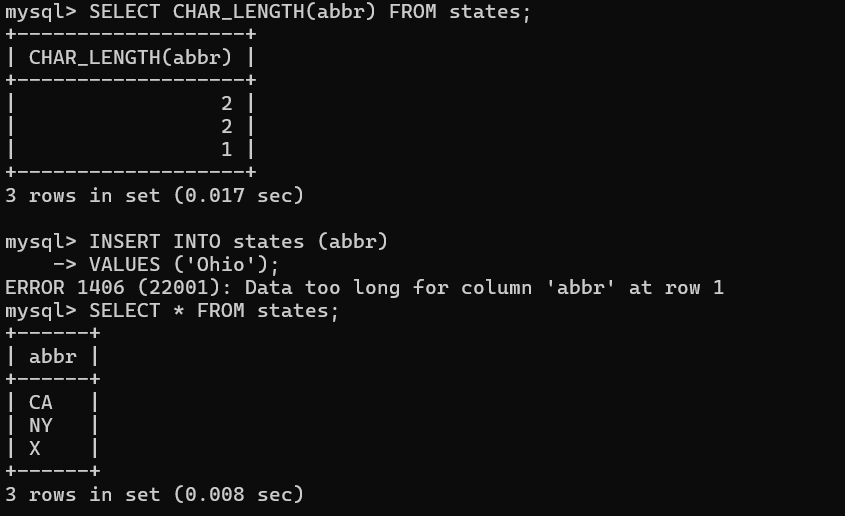 mysql> SELECT CHAR_LENGTH(abbr) FROM states;
+-------------------+
| CHAR_LENGTH(abbr) |
+-------------------+
|                 2 |
|                 2 |
|                 1 |
+-------------------+
3 rows in set (0.017 sec)

mysql> INSERT INTO states (abbr)
    -> VALUES ('Ohio');
ERROR 1406 (22001): Data too long for column 'abbr' at row 1
mysql> SELECT * FROM states;
+------+
| abbr |
+------+
| CA   |
| NY   |
| X    |
+------+
3 rows in set (0.008 sec)